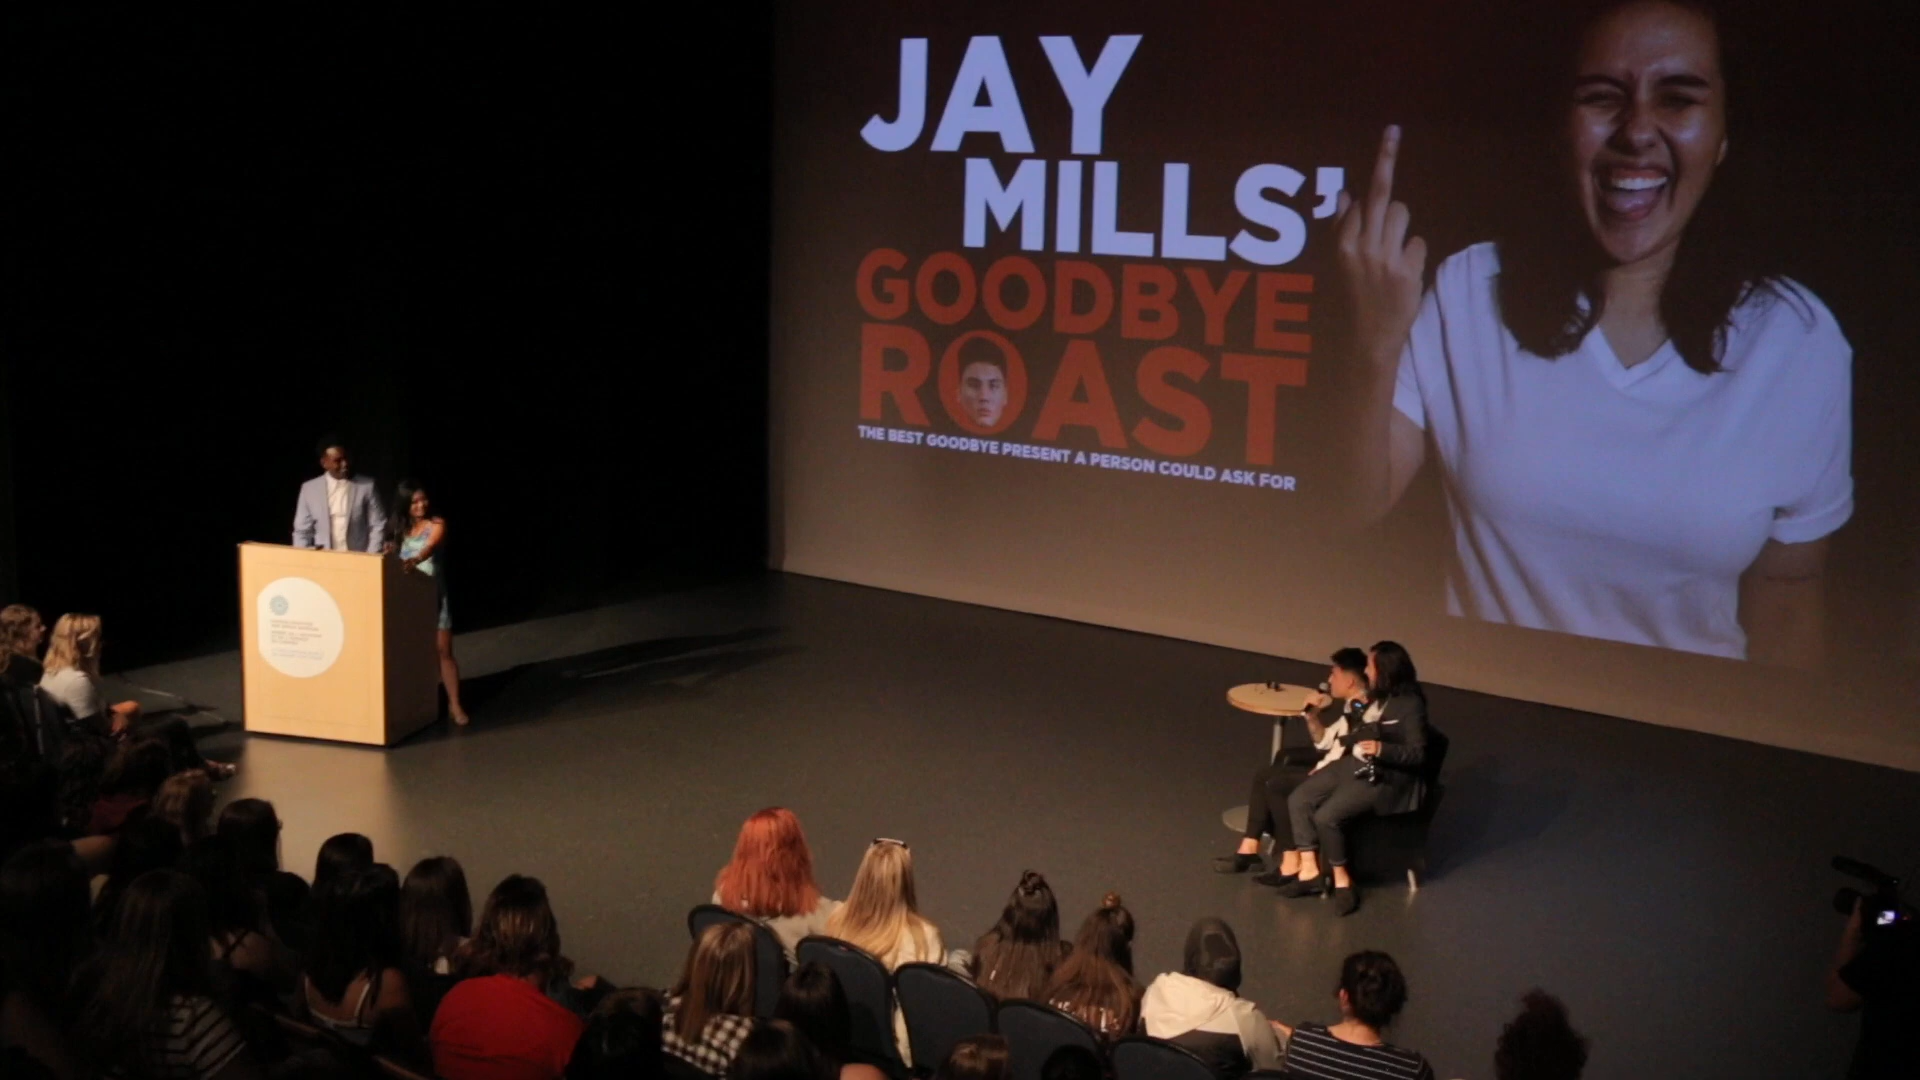 JAY
MILLS’
GOODBYE
ROAST
THE BEST GOODBYE PRESENT A PERSON COULD ASK FOR